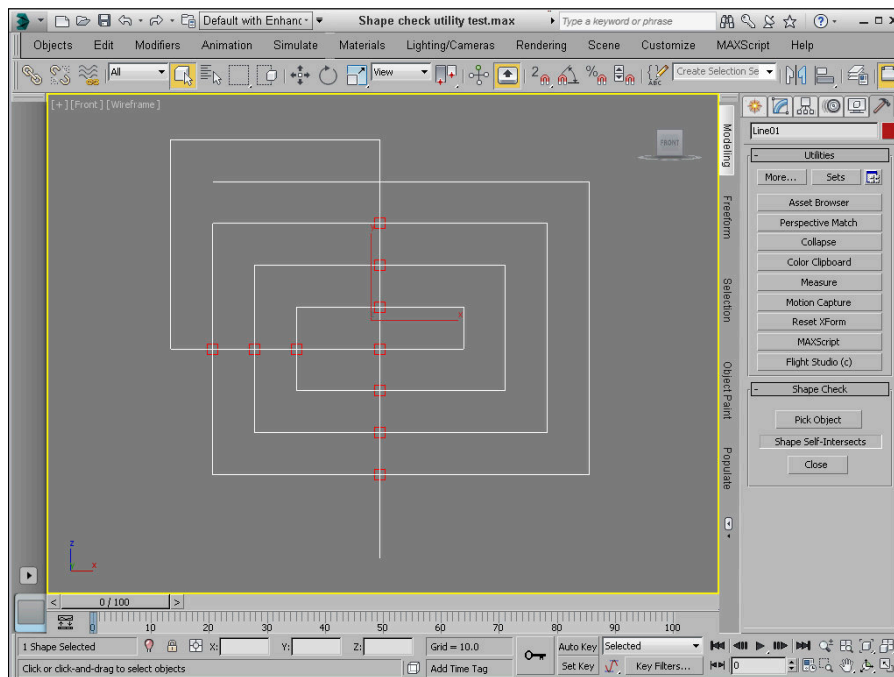 Default with Enhanc Shape check utility test.max Type a keyword or phrase
Objects Edit Modifiers Animation Simulate Materials Lighting/Cameras Rendering Scene Customize MAXScript Help
All View 2 % ABC Create Selection Se
[+] [Front] [Wireframe]
FRONT
y
x
z
x
Modeling
Freeform
Selection
Object Paint
Populate
Line01
- Utilities
More... Sets
Asset Browser
Perspective Match
Collapse
Color Clipboard
Measure
Motion Capture
Reset XForm
MAXScript
Flight Studio (c)
- Shape Check
Pick Object
Shape Self-Intersects
Close
< 0 / 100 >
0 10 20 30 40 50 60 70 80 90 100
1 Shape Selected X: Y: Z: Grid = 10.0 Auto Key Selected
Click or click-and-drag to select objects Add Time Tag Set Key Key Filters... 0